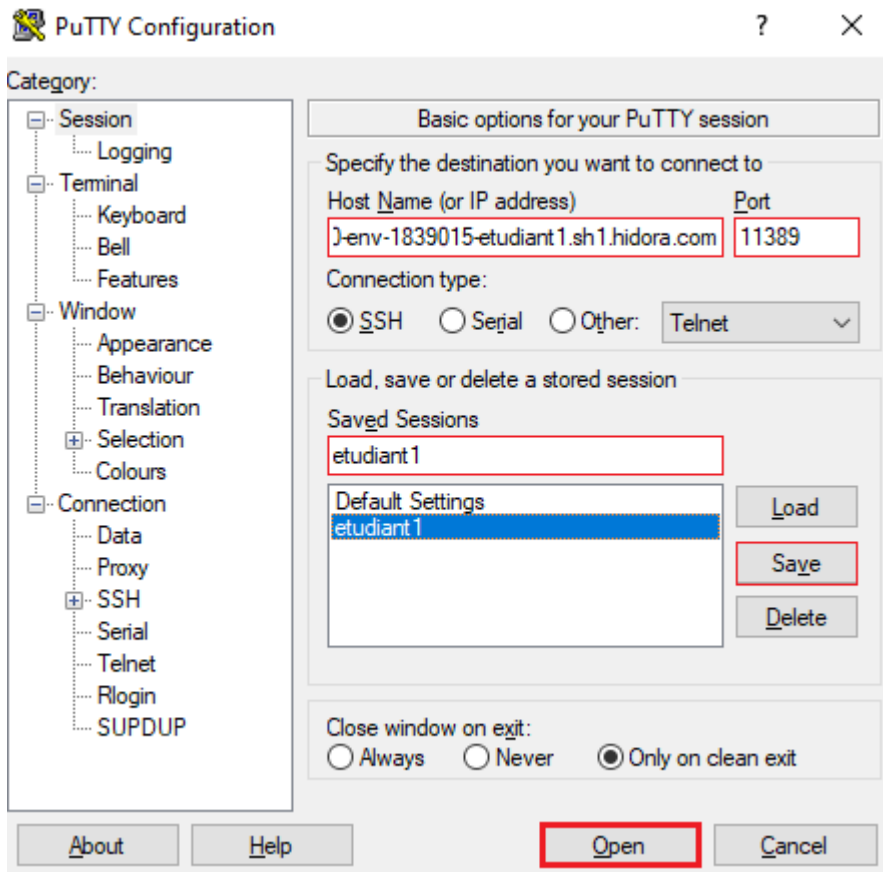 PuTTY Configuration
?
Category:
Session
Logging
Terminal
Keyboard
Bell
Features
Window
Appearance
Behaviour
Translation
Selection
Colours
Connection
Data
Proxy
SSH
Serial
Telnet
Rlogin
SUPDUP
Basic options for your PuTTY session
Specify the destination you want to connect to
Host Name (or IP address) Port
-env-1839015-etudiant1.sh1.hidora.com 11389
Connection type:
SSH Serial Other: Telnet
Load, save or delete a stored session
Saved Sessions
etudiant1
Default Settings
etudiant1
Load
Save
Delete
Close window on exit:
Always Never Only on clean exit
About Help Open Cancel